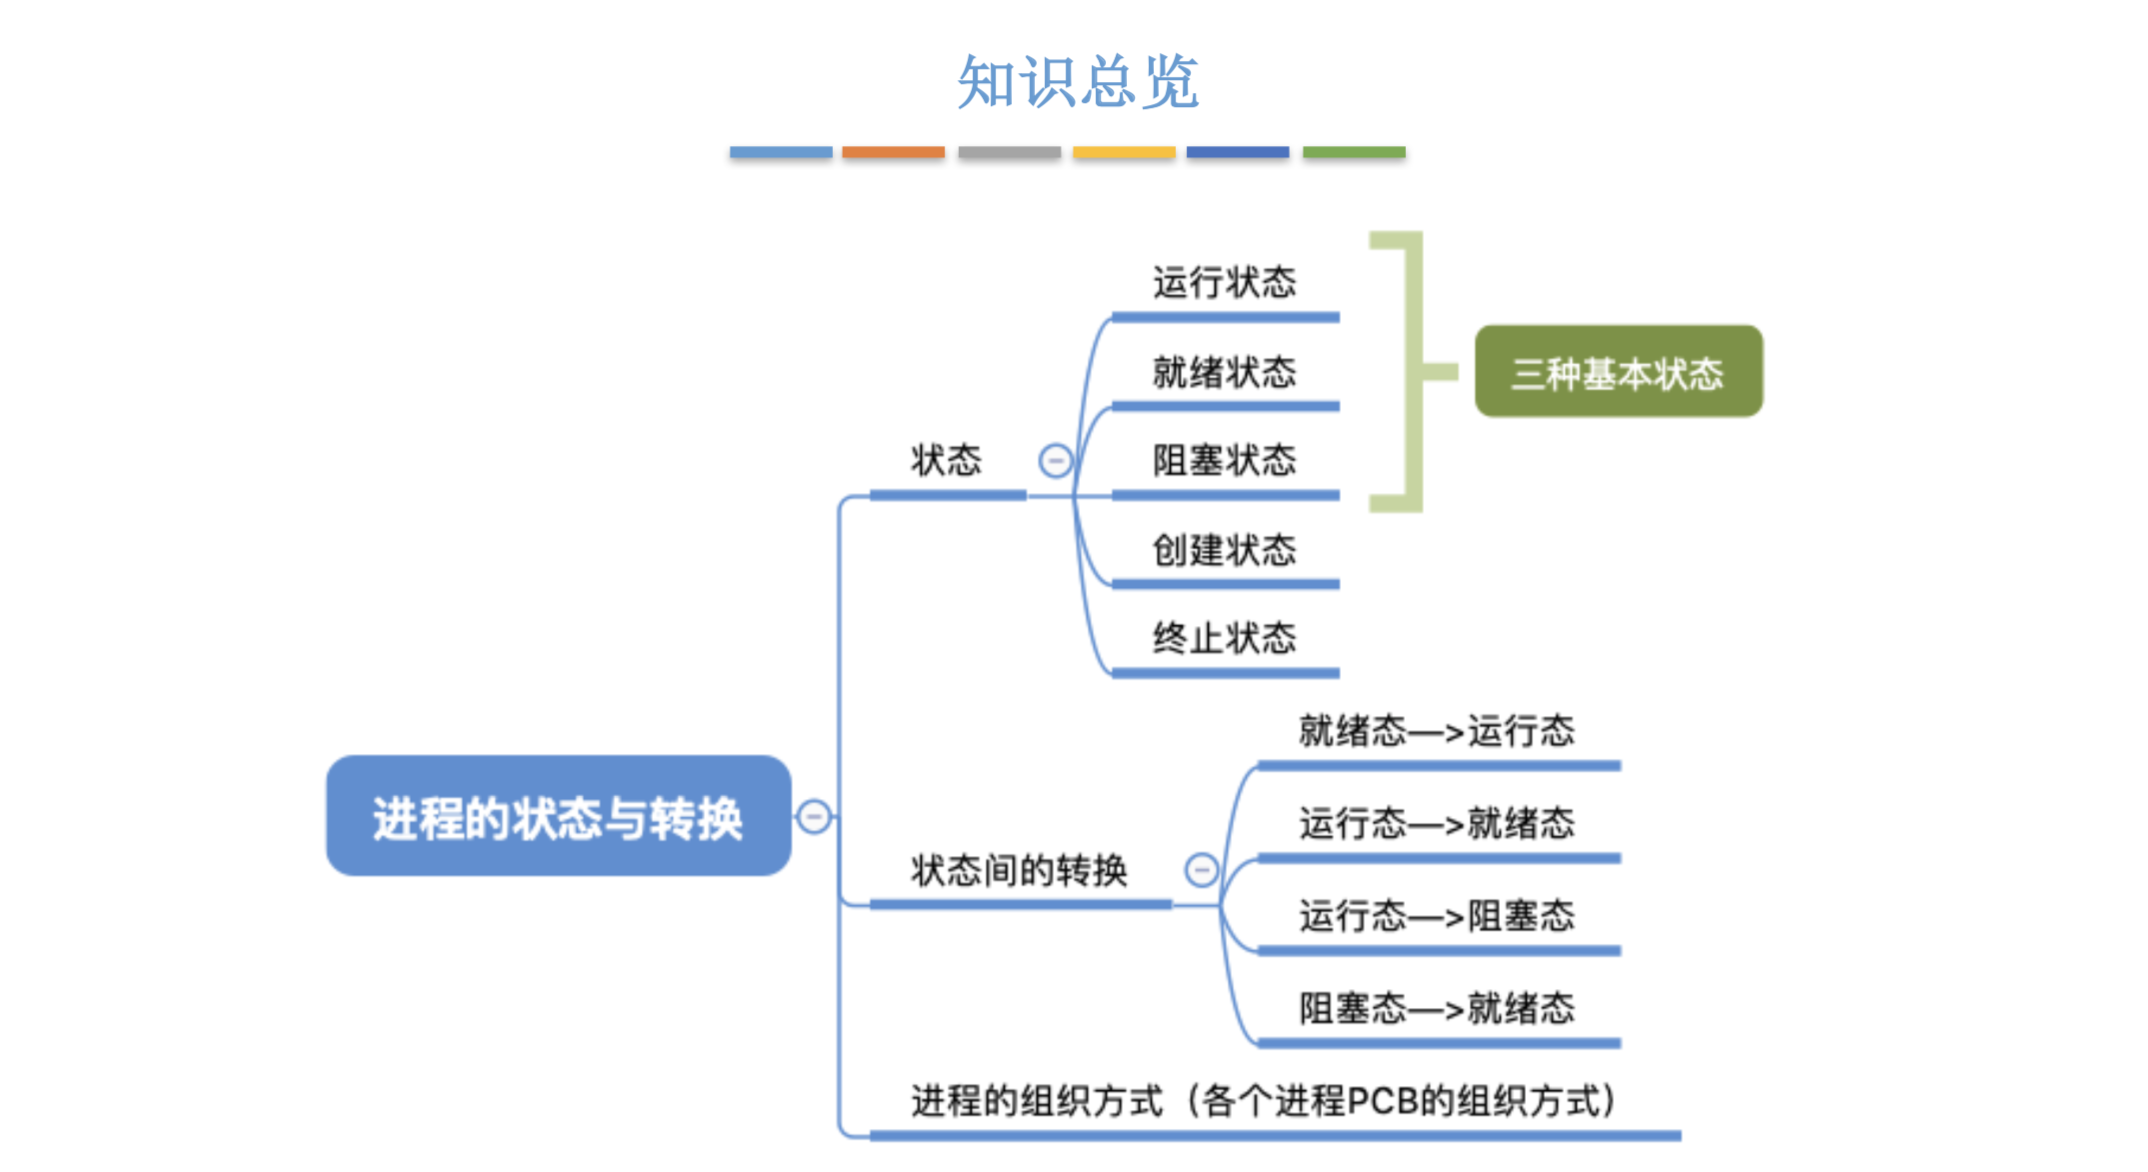 知识总览
运行状态
就绪状态
三种基本状态
状态
阻塞状态
创建状态
终止状态
就绪态—>运行态
进程的状态与转换
运行态—>就绪态
状态间的转换
运行态—>阻塞态
阻塞态—>就绪态
进程的组织方式（各个进程PCB的组织方式）